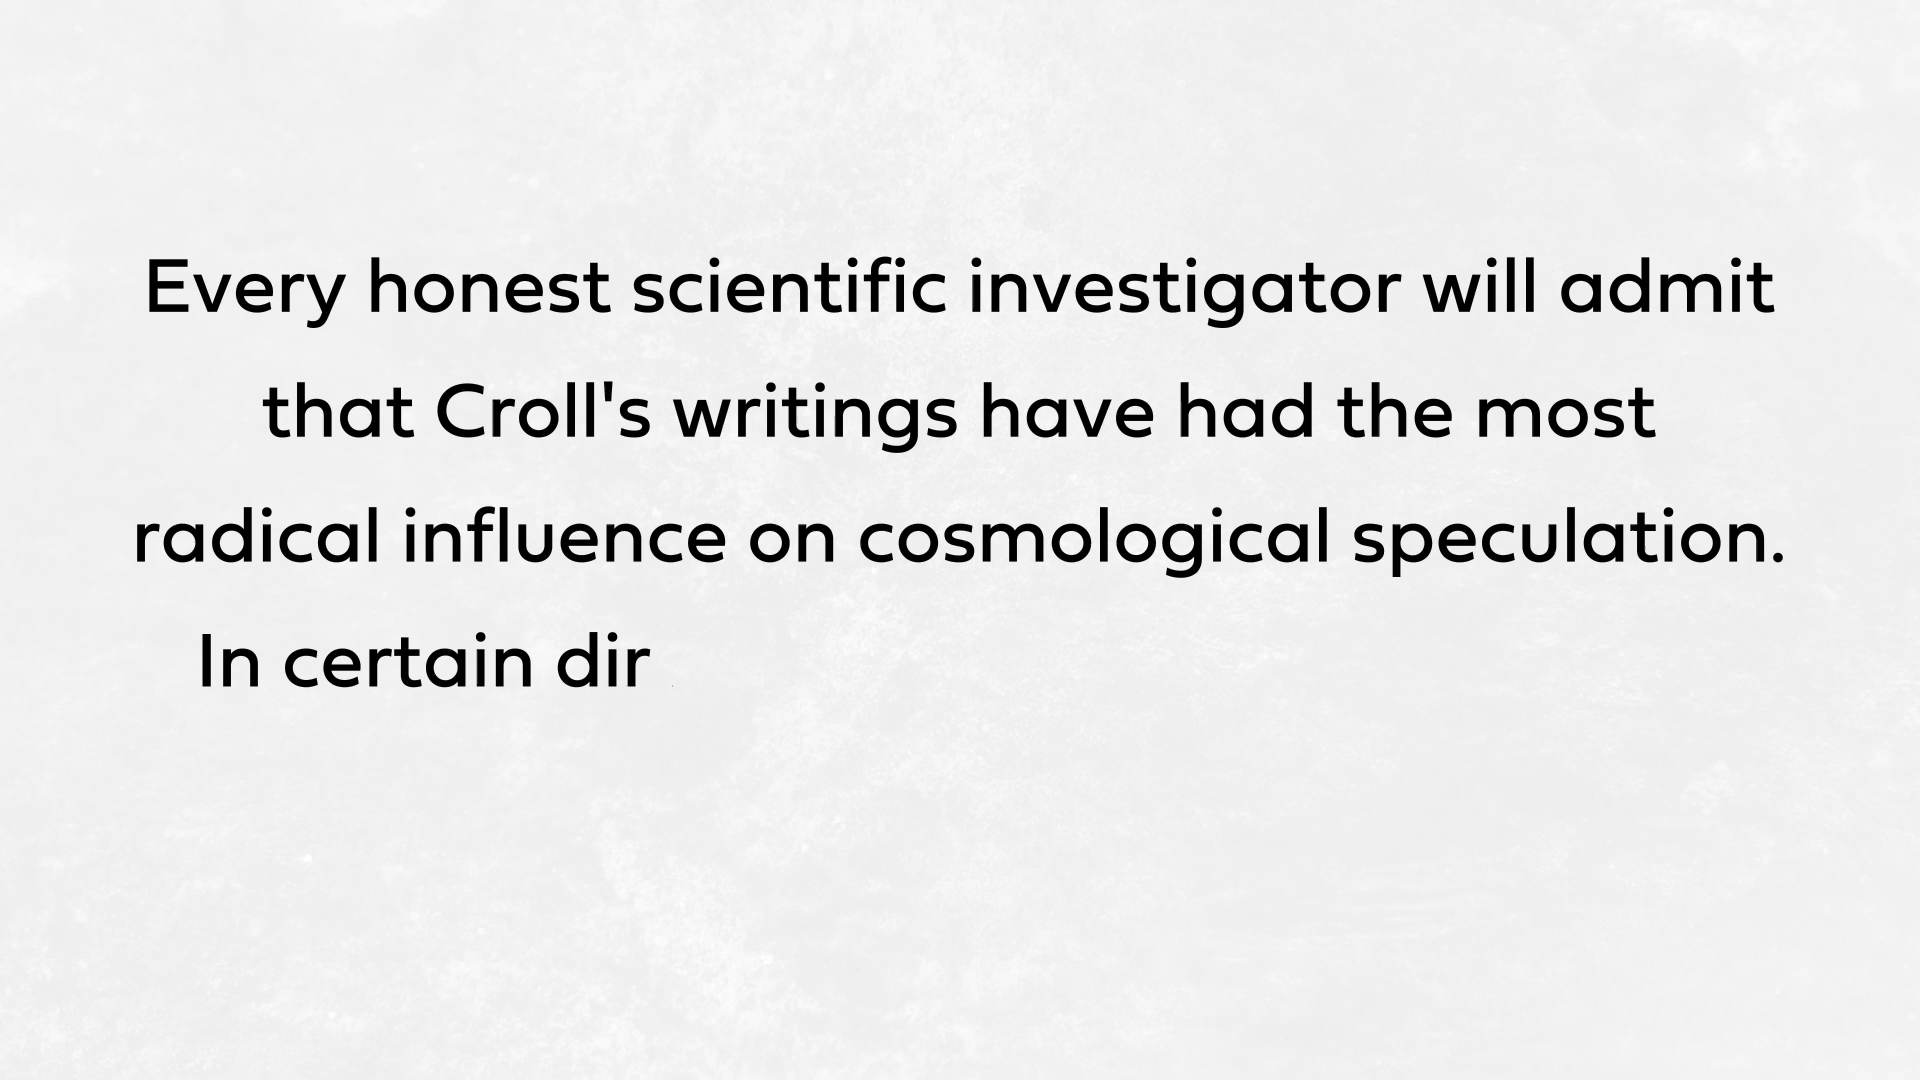 Every honest scientific investigator will admit
that Croll's writings have had the most
radical influence on cosmological speculation.
In certain dir